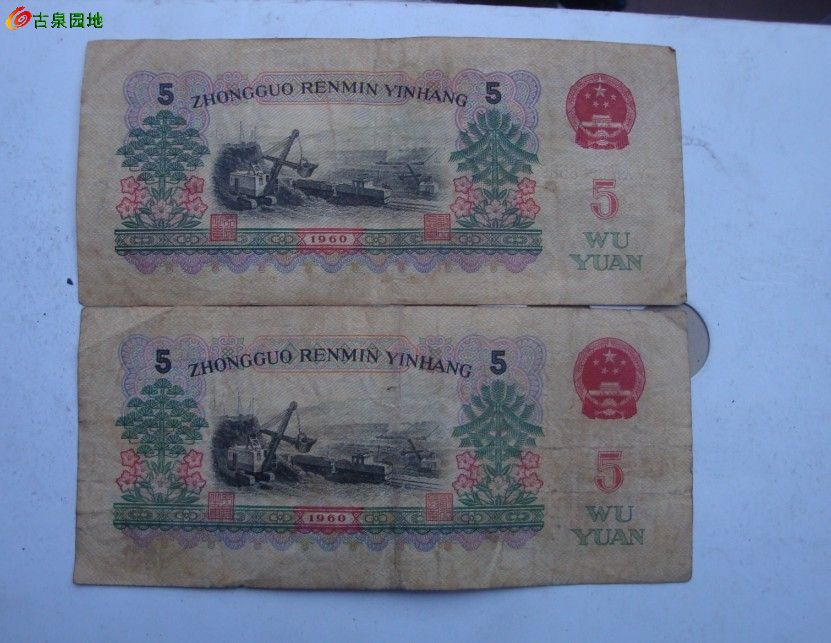 古泉园地
5 ZHONGGUO RENMIN YINHANG 5
5
WU
YUAN
1960
5 ZHONGGUO RENMIN YINHANG 5
5
WU
YUAN
1960